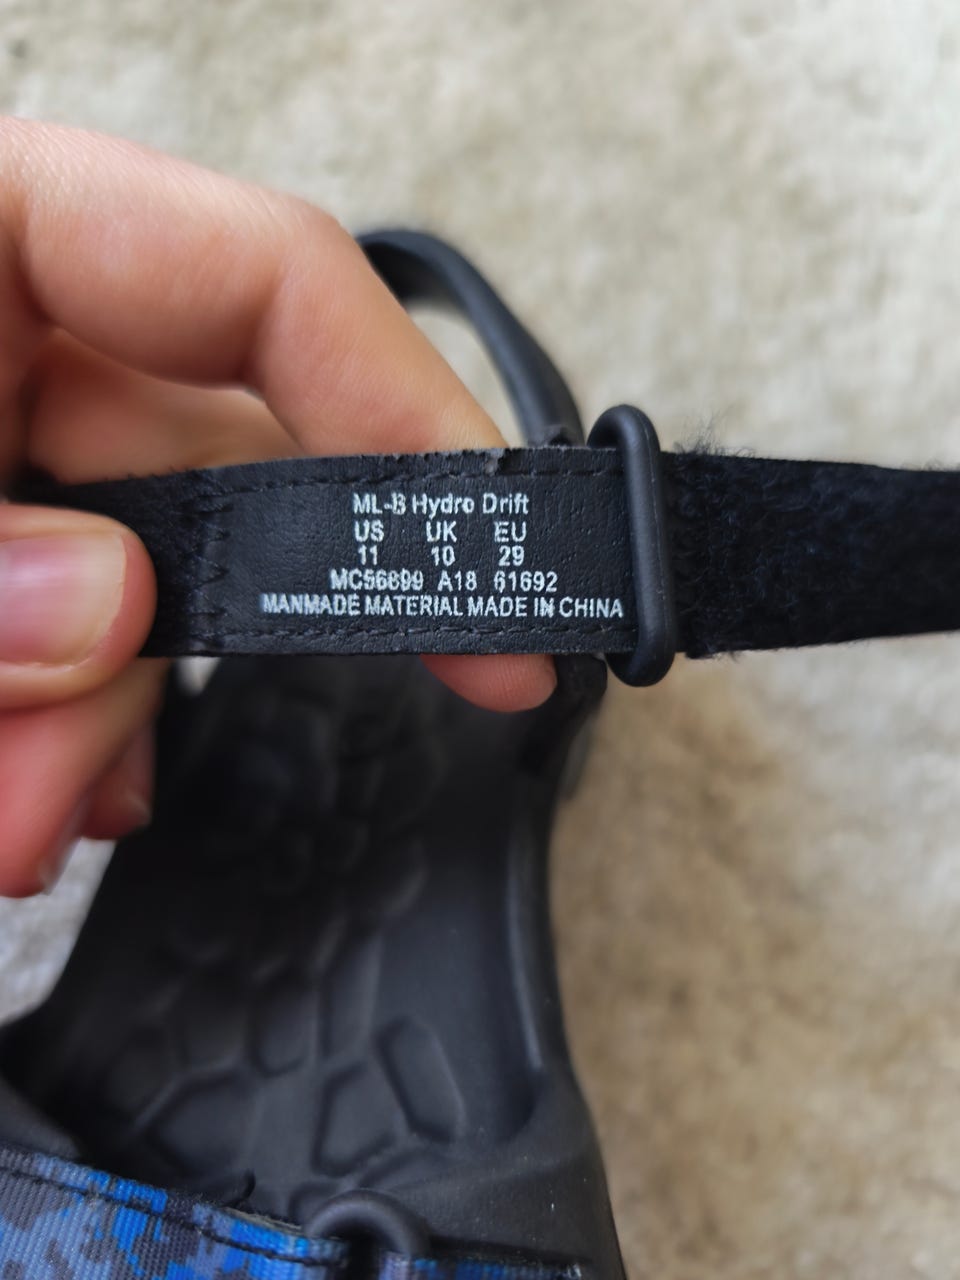 ML-B Hydro Drift
US UK EU
11 10 29
MC56899 A18 61692
MANMADE MATERIAL MADE IN CHINA